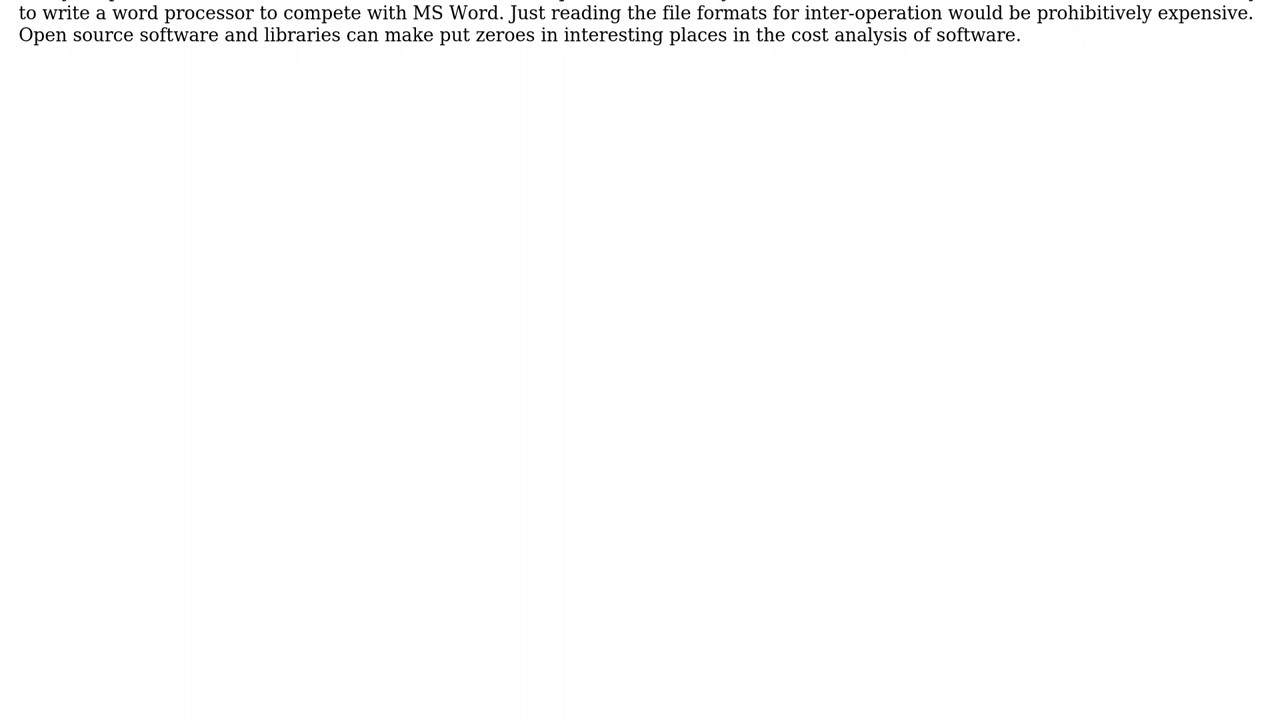 to write a word processor to compete with MS Word. Just reading the file formats for inter-operation would be prohibitively expensive.
Open source software and libraries can make put zeroes in interesting places in the cost analysis of software.